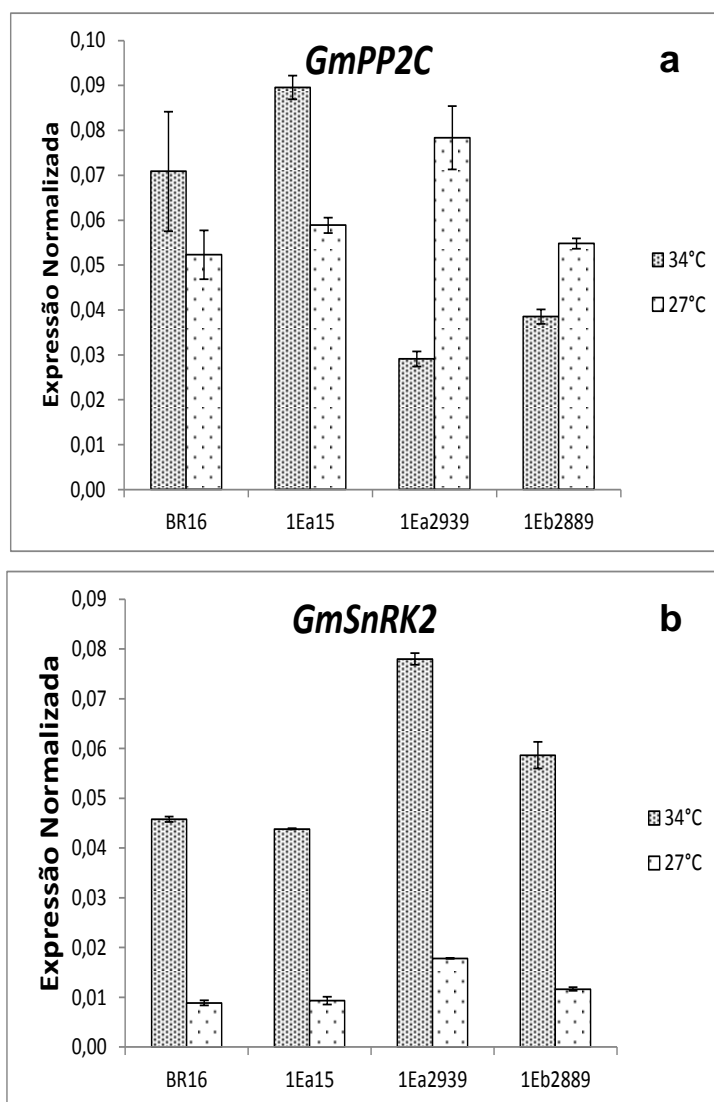 GmPP2C
a
Expressão Normalizada
0,10
0,09
0,08
0,07
0,06
0,05
0,04
0,03
0,02
0,01
0,00
BR16 1Ea15 1Ea2939 1Eb2889
34°C
27°C
GmSnRK2
b
Expressão Normalizada
0,09
0,08
0,07
0,06
0,05
0,04
0,03
0,02
0,01
0,00
BR16 1Ea15 1Ea2939 1Eb2889
34°C
27°C